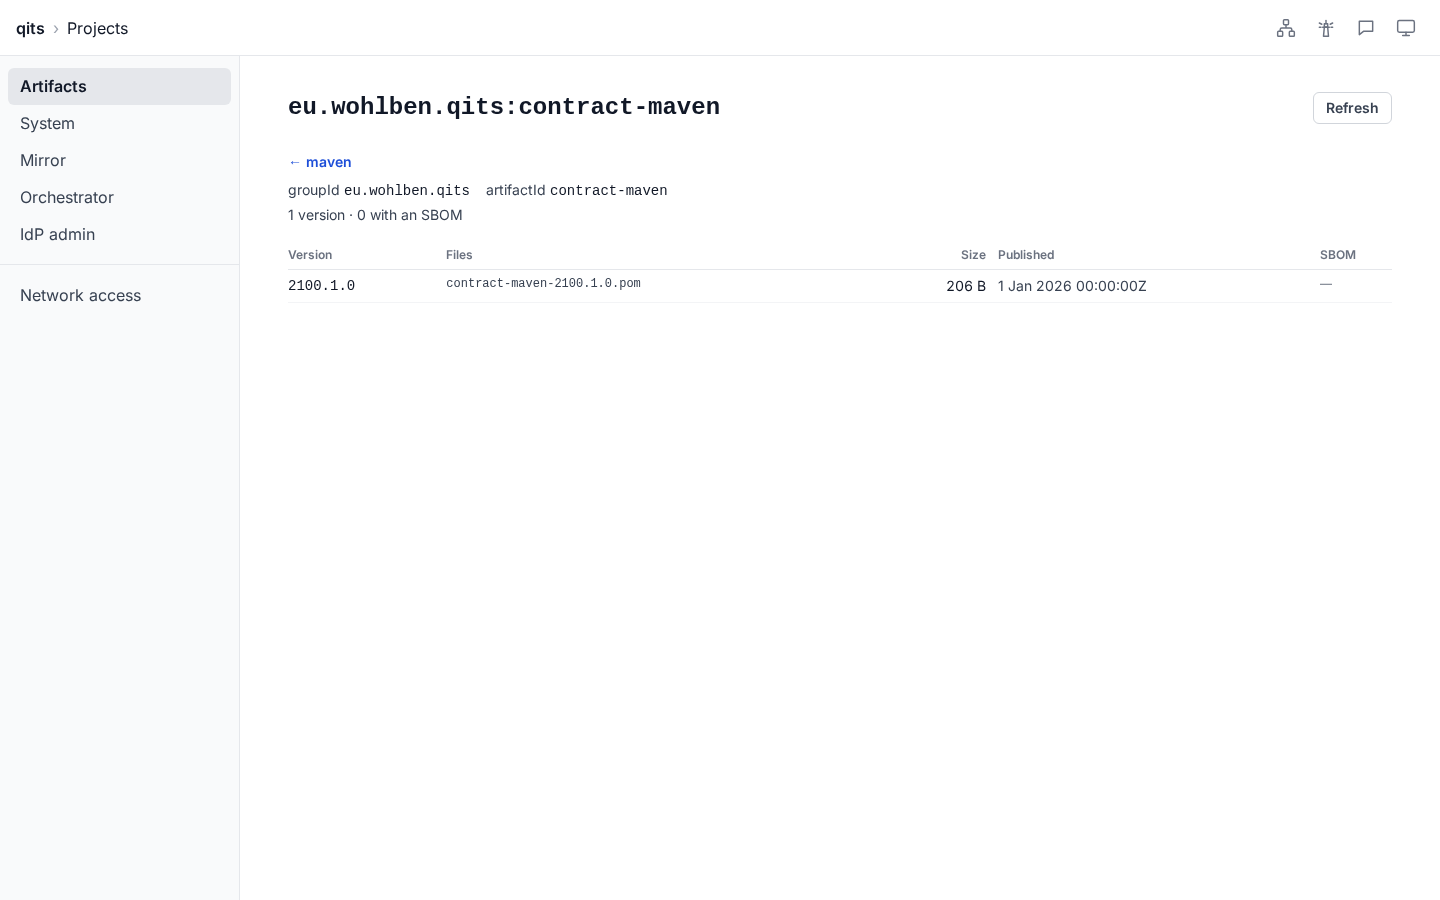 qits › Projects
Artifacts
System
Mirror
Orchestrator
IdP admin
Network access
eu.wohlben.qits:contract-maven
Refresh
← maven
groupId eu.wohlben.qits artifactId contract-maven
1 version · 0 with an SBOM
Version Files Size Published SBOM
2100.1.0 contract-maven-2100.1.0.pom 206 B 1 Jan 2026 00:00:00Z —